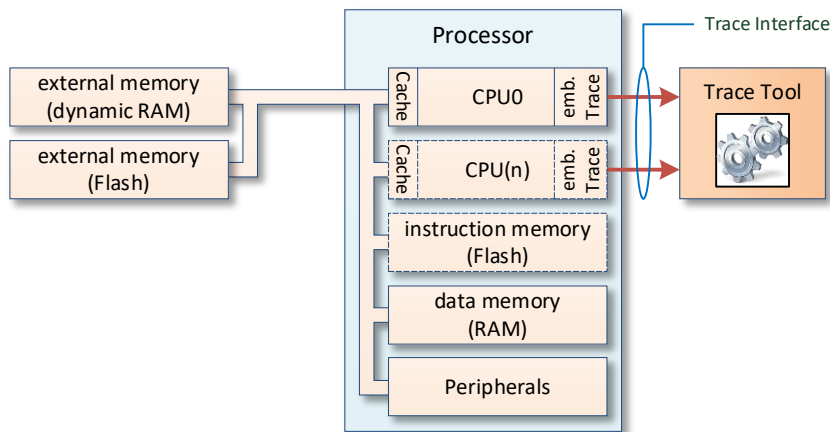 Processor
Trace Interface
external memory
(dynamic RAM)
Cache
CPU0
emb.
Trace
Trace Tool
external memory
(Flash)
Cache
CPU(n)
emb.
Trace
instruction memory
(Flash)
data memory
(RAM)
Peripherals